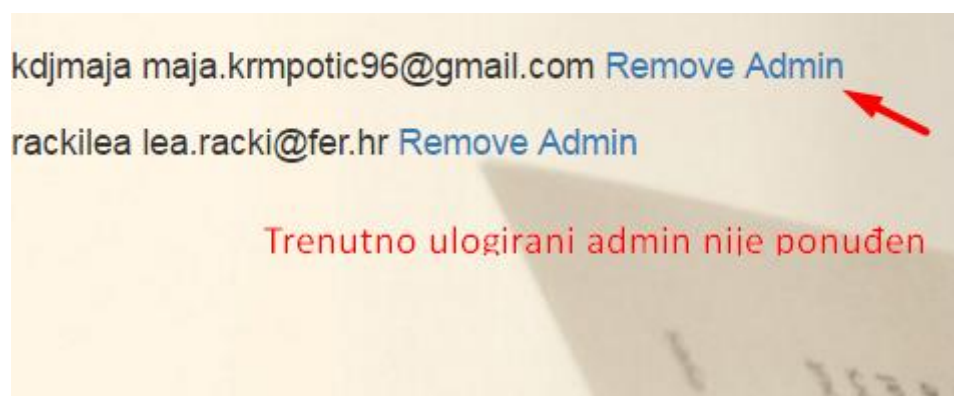 kdjmaja maja.krmpotic96@gmail.com Remove Admin
rackilea lea.racki@fer.hr Remove Admin
Trenutno ulogirani admin nije ponuđen